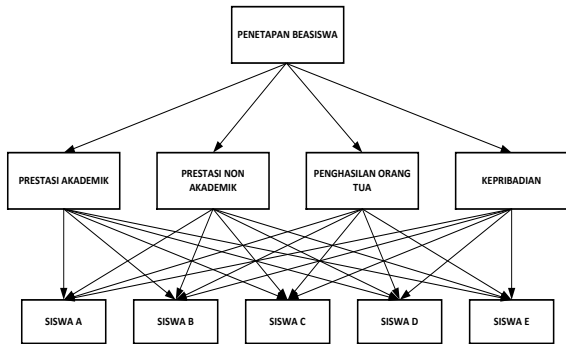 PENETAPAN BEASISWA
PRESTASI AKADEMIK
PRESTASI NON
AKADEMIK
PENGHASILAN ORANG
TUA
KEPRIBADIAN
SISWA A
SISWA B
SISWA C
SISWA D
SISWA E